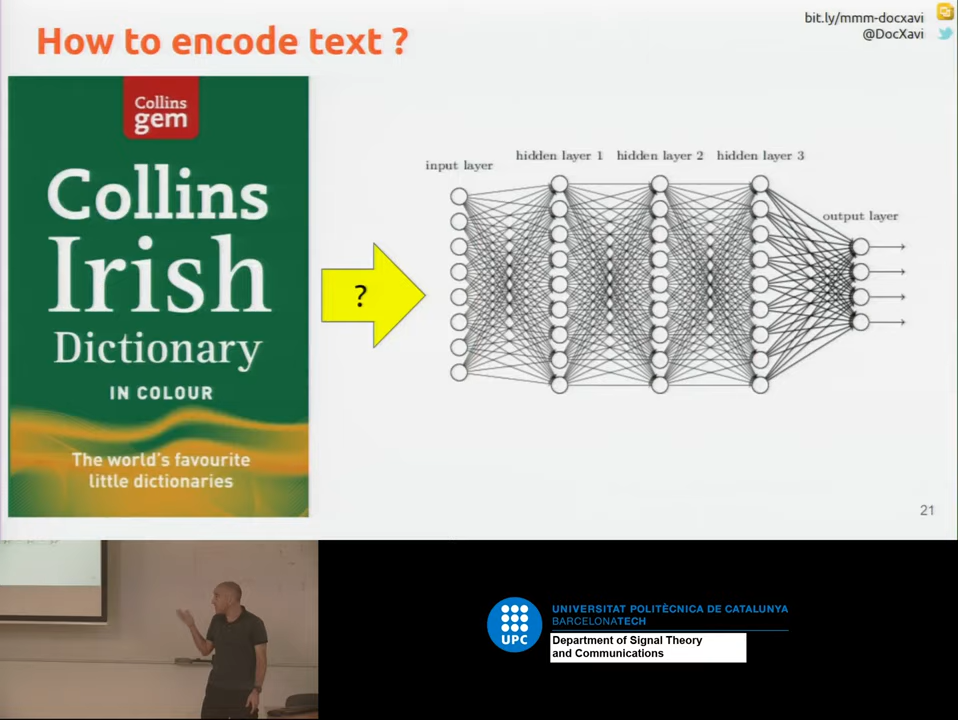 How to encode text ?
bit.ly/mmm-docxavi
@DocXavi
Collins
gem
Collins
Irish
Dictionary
IN COLOUR
The world's favourite
little dictionaries
?
input layer
hidden layer 1
hidden layer 2
hidden layer 3
output layer
21
UPC
UNIVERSITAT POLITÈCNICA DE CATALUNYA
BARCELONATECH
Department of Signal Theory
and Communications